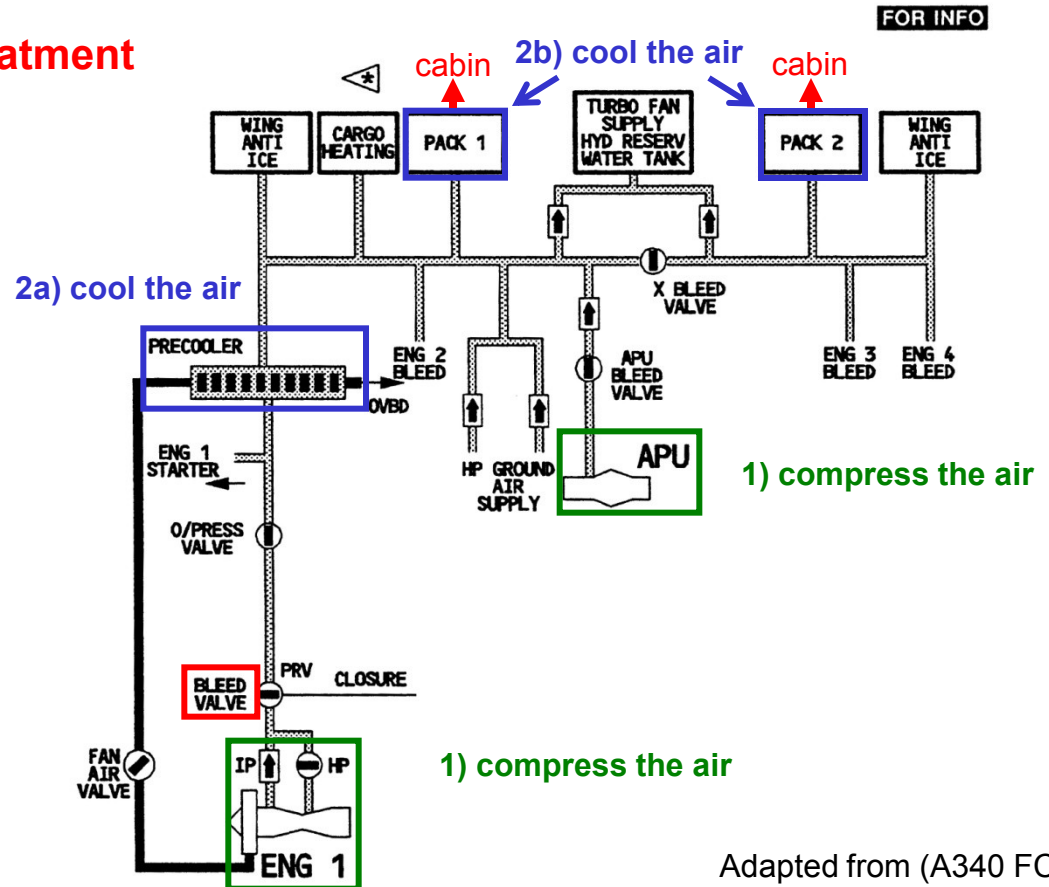 FOR INFO
atment
cabin
2b) cool the air
cabin
*
WING
ANTI
ICE
CARGO
HEATING
PACK 1
TURBO FAN
SUPPLY
HYD RESERV
WATER TANK
PACK 2
WING
ANTI
ICE
X BLEED
VALVE
2a) cool the air
PRECOOLER
OVBD
ENG 2
BLEED
APU
BLEED
VALVE
ENG 3
BLEED
ENG 4
BLEED
ENG 1
STARTER
HP GROUND
AIR
SUPPLY
APU
1) compress the air
O/PRESS
VALVE
BLEED
VALVE
PRV
CLOSURE
FAN
AIR
VALVE
IP
HP
1) compress the air
ENG 1
Adapted from (A340 FC